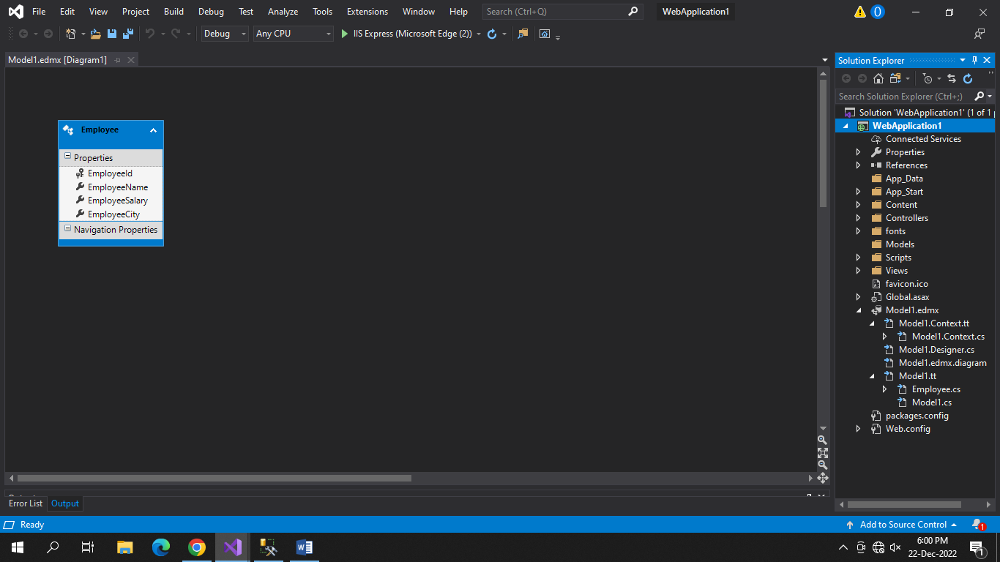 File Edit View Project Build Debug Test Analyze Tools Extensions Window Help Search (Ctrl+Q) WebApplication1 0
Debug Any CPU IIS Express (Microsoft Edge (2))
Model1.edmx [Diagram1]
Employee
Properties
EmployeeId
EmployeeName
EmployeeSalary
EmployeeCity
Navigation Properties
Solution Explorer
Search Solution Explorer (Ctrl+;)
Solution 'WebApplication1' (1 of 1
WebApplication1
Connected Services
Properties
References
App_Data
App_Start
Content
Controllers
fonts
Models
Scripts
Views
favicon.ico
Global.asax
Model1.edmx
Model1.Context.tt
Model1.Context.cs
Model1.Designer.cs
Model1.edmx.diagram
Model1.tt
Employee.cs
Model1.cs
packages.config
Web.config
Error List Output
Ready Add to Source Control 1
6:00 PM
22-Dec-2022 1